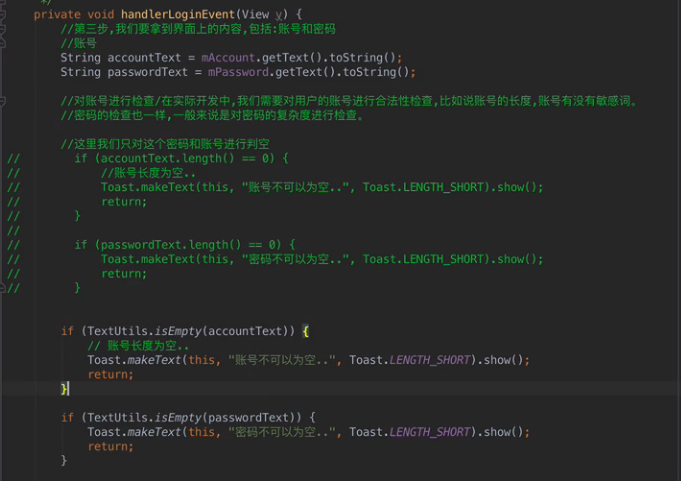 */
private void handlerLoginEvent(View v) {
//第三步,我们要拿到界面上的内容,包括:账号和密码
//账号
String accountText = mAccount.getText().toString();
String passwordText = mPassword.getText().toString();
//对账号进行检查/在实际开发中,我们需要对用户的账号进行合法性检查,比如说账号的长度,账号有没有敏感词。
//密码的检查也一样,一般来说是对密码的复杂度进行检查。
//这里我们只对这个密码和账号进行判空
// if (accountText.length() == 0) {
// //账号长度为空..
// Toast.makeText(this, "账号不可以为空..", Toast.LENGTH_SHORT).show();
// return;
// }
//
// if (passwordText.length() == 0) {
// Toast.makeText(this, "密码不可以为空..", Toast.LENGTH_SHORT).show();
// return;
// }
if (TextUtils.isEmpty(accountText)) {
// 账号长度为空..
Toast.makeText(this, "账号不可以为空..", Toast.LENGTH_SHORT).show();
return;
}
if (TextUtils.isEmpty(passwordText)) {
Toast.makeText(this, "密码不可以为空..", Toast.LENGTH_SHORT).show();
return;
}